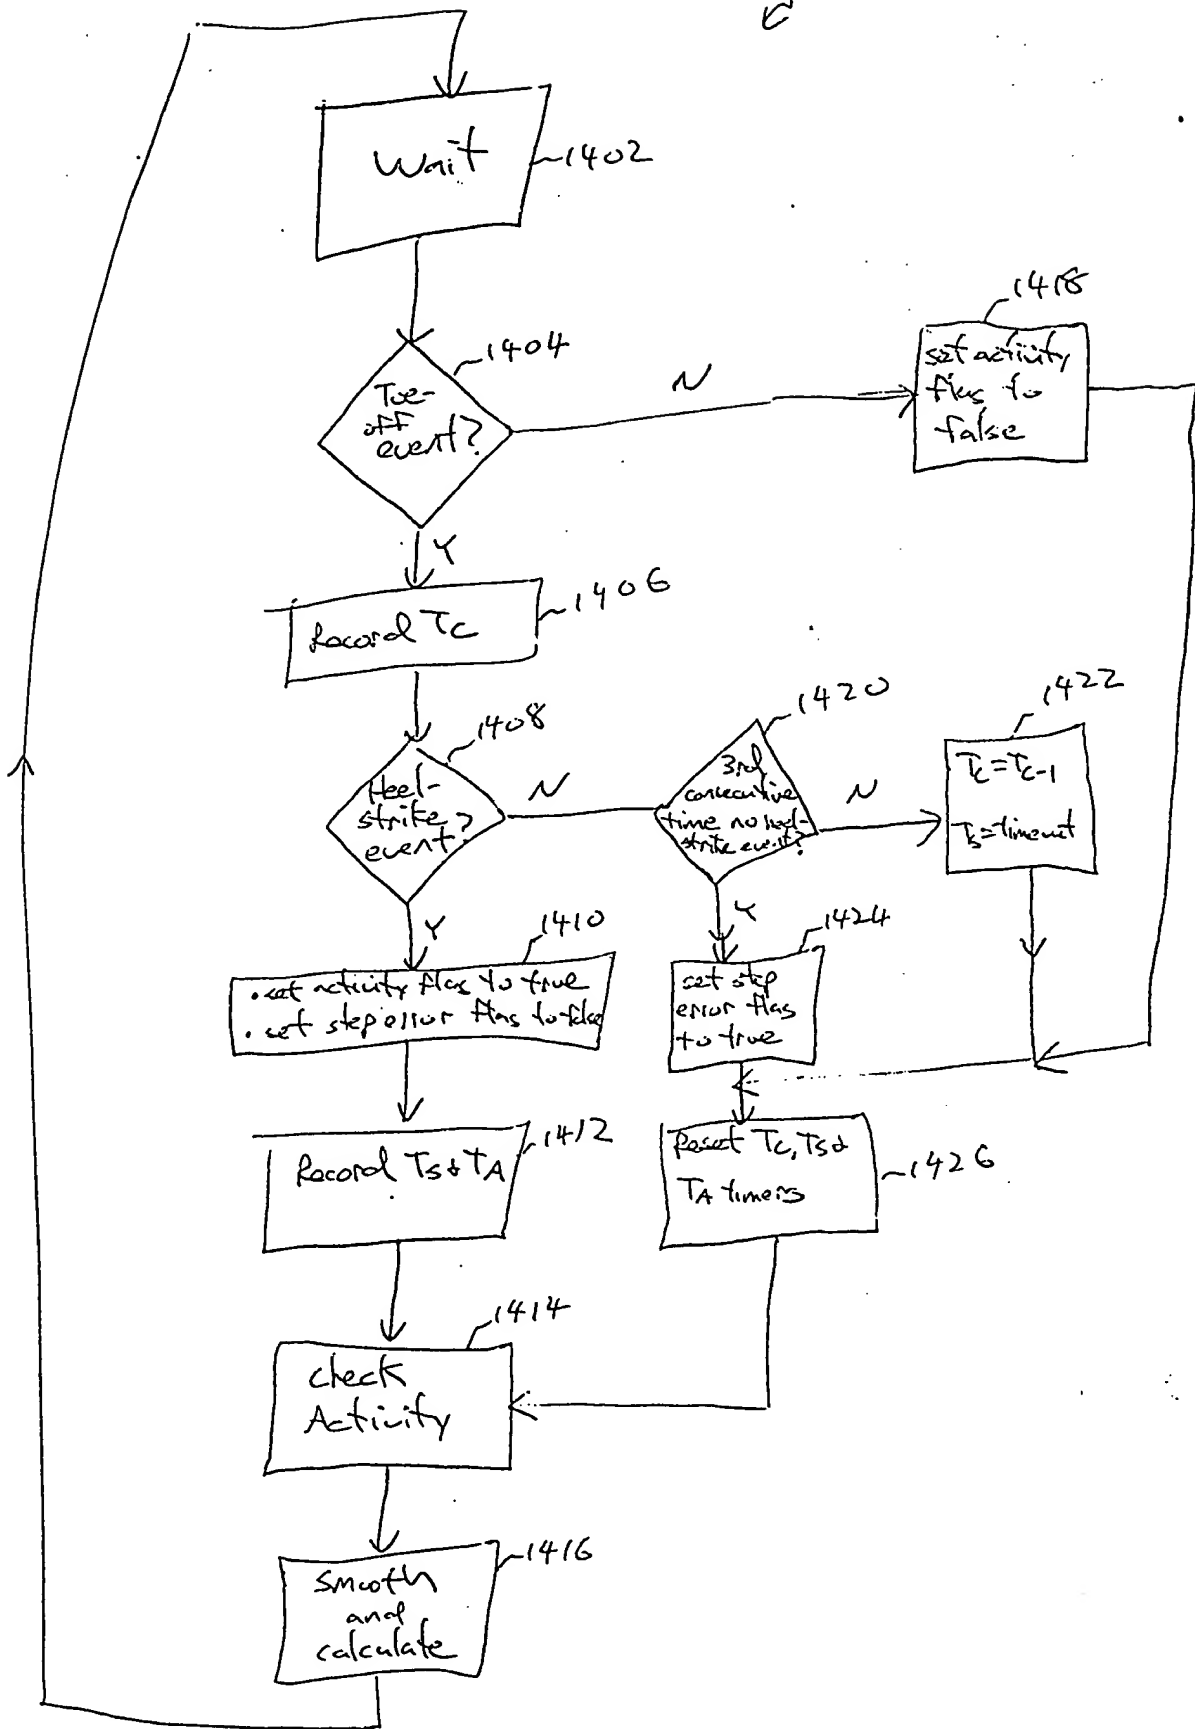 Wait
1402
1418
set activity
flag to
false
1404
Toe-
off
event?
N
Y
1406
Record Tc
1408
Heel-
strike
event?
N
1420
3rd
consecutive
time no heel-
strike event?
N
1422
Tc=Tc-1
Ts=timeout
Y
1410
• set activity flag to true
• set step error flag to false
Y
1424
set step
error flag
to true
1412
Record Ts & TA
Reset Tc, Ts &
TA timers
1426
1414
check
Activity
1416
Smooth
and
calculate